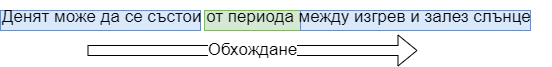 Денят може да се състои от периода между изгрев и залез слънце
Обхождане